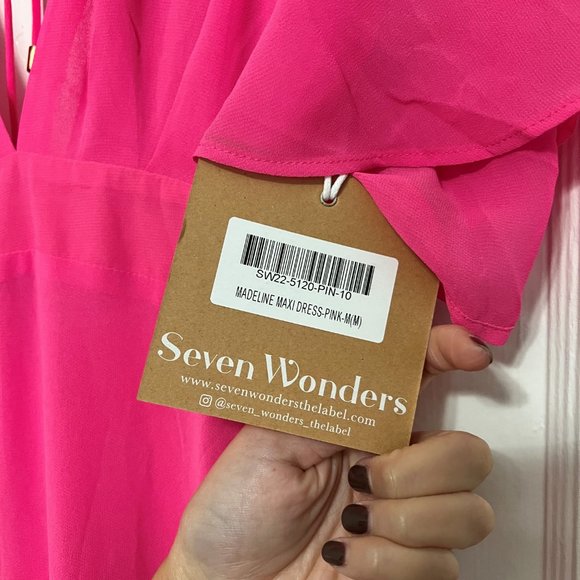 SW22-5120-PIN-10
MADELINE MAXI DRESS-PINK-M(M)
Seven Wonders
www.sevenwondersthelabel.com
@seven_wonders_thelabel